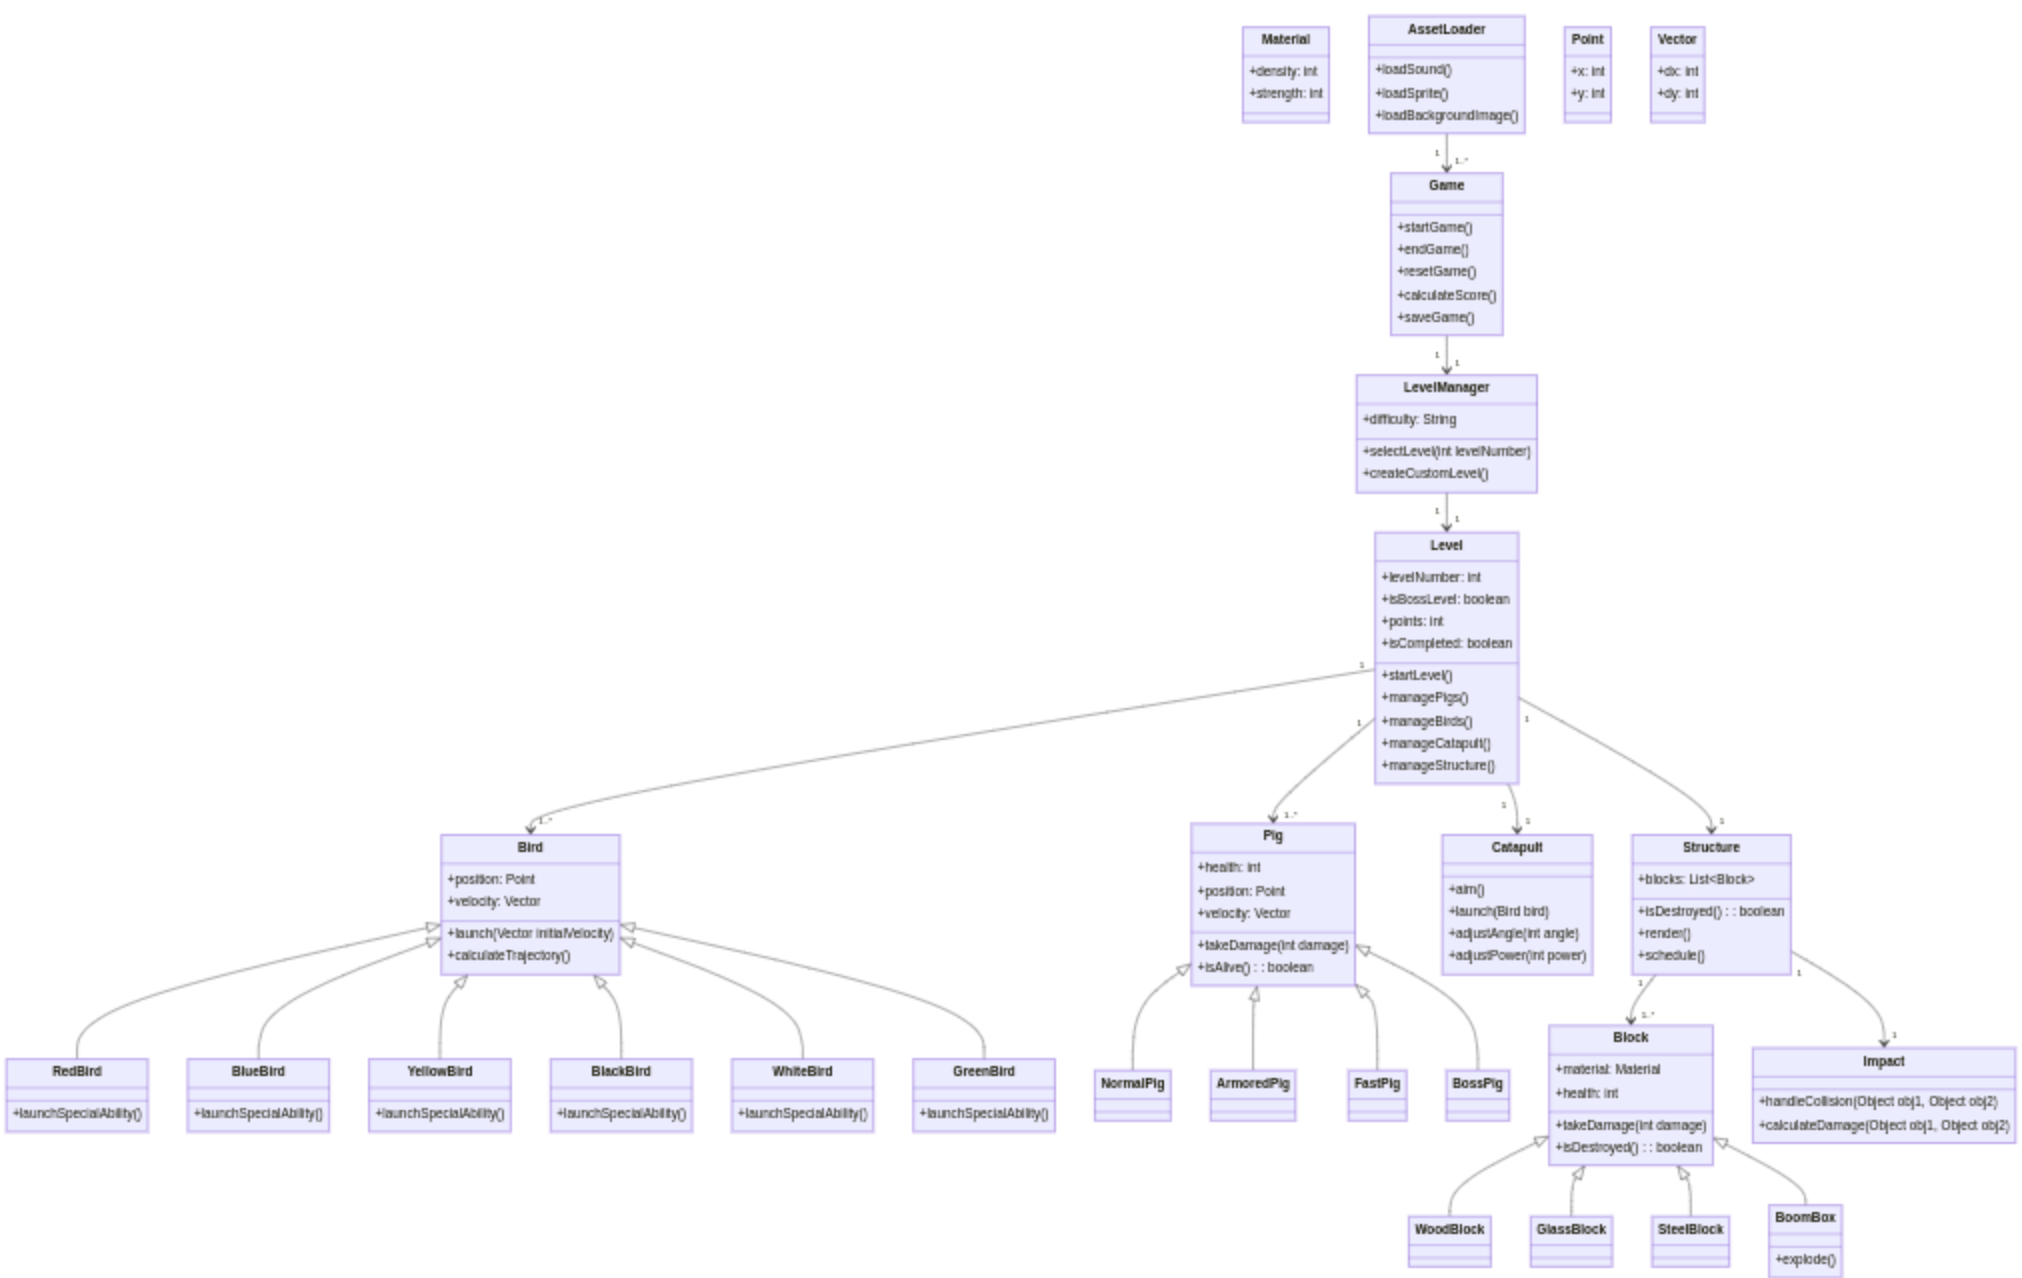 Material
+density: int
+strength: int
AssetLoader
+loadSound()
+loadSprite()
+loadBackgroundImage()
Point
+x: int
+y: int
Vector
+dx: int
+dy: int
1
1..*
Game
+startGame()
+endGame()
+resetGame()
+calculateScore()
+saveGame()
1
1
LevelManager
+difficulty: String
+selectLevel(int levelNumber)
+createCustomLevel()
1
1
Level
+levelNumber: int
+isBossLevel: boolean
+points: int
+isCompleted: boolean
+startLevel()
+managePigs()
+manageBirds()
+manageCatapult()
+manageStructure()
1
1
1
1
1..*
1..*
1
1
Bird
+position: Point
+velocity: Vector
+launch(Vector initialVelocity)
+calculateTrajectory()
Pig
+health: int
+position: Point
+velocity: Vector
+takeDamage(int damage)
+isAlive() : : boolean
Catapult
+aim()
+launch(Bird bird)
+adjustAngle(int angle)
+adjustPower(int power)
Structure
+blocks: List<Block>
+isDestroyed() : : boolean
+render()
+schedule()
1
1
1..*
1
RedBird
+launchSpecialAbility()
BlueBird
+launchSpecialAbility()
YellowBird
+launchSpecialAbility()
BlackBird
+launchSpecialAbility()
WhiteBird
+launchSpecialAbility()
GreenBird
+launchSpecialAbility()
NormalPig
ArmoredPig
FastPig
BossPig
Block
+material: Material
+health: int
+takeDamage(int damage)
+isDestroyed() : : boolean
Impact
+handleCollision(Object obj1, Object obj2)
+calculateDamage(Object obj1, Object obj2)
WoodBlock
GlassBlock
SteelBlock
BoomBox
+explode()